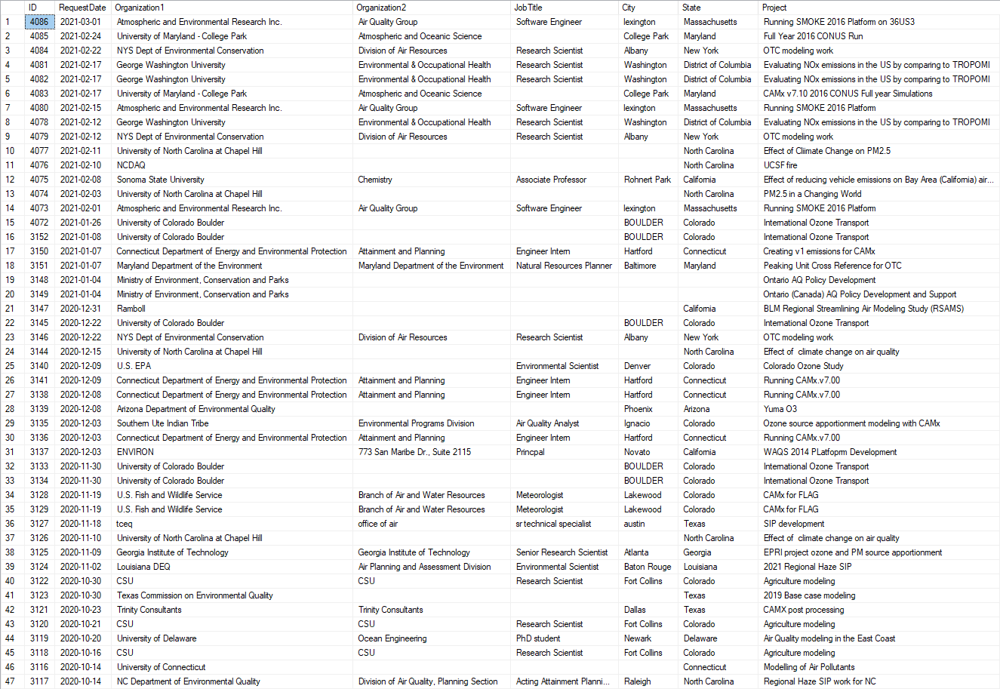 ID RequestDate Organization1 Organization2 JobTitle City State Project
1 4086 2021-03-01 Atmospheric and Environmental Research Inc. Air Quality Group Software Engineer lexington Massachusetts Running SMOKE 2016 Platform on 36US3
2 4085 2021-02-24 University of Maryland - College Park Atmospheric and Oceanic Science College Park Maryland Full Year 2016 CONUS Run
3 4084 2021-02-22 NYS Dept of Environmental Conservation Division of Air Resources Research Scientist Albany New York OTC modeling work
4 4081 2021-02-17 George Washington University Environmental & Occupational Health Research Scientist Washington District of Columbia Evaluating NOx emissions in the US by comparing to TROPOMI
5 4082 2021-02-17 George Washington University Environmental & Occupational Health Research Scientist Washington District of Columbia Evaluating NOx emissions in the US by comparing to TROPOMI
6 4083 2021-02-17 University of Maryland - College Park Atmospheric and Oceanic Science College Park Maryland CAMx v7.10 2016 CONUS Full year Simulations
7 4080 2021-02-15 Atmospheric and Environmental Research Inc. Air Quality Group Software Engineer lexington Massachusetts Running SMOKE 2016 Platform
8 4078 2021-02-12 George Washington University Environmental & Occupational Health Research Scientist Washington District of Columbia Evaluating NOx emissions in the US by comparing to TROPOMI
9 4079 2021-02-12 NYS Dept of Environmental Conservation Division of Air Resources Research Scientist Albany New York OTC modeling work
10 4077 2021-02-11 University of North Carolina at Chapel Hill North Carolina Effect of Cliimate Change on PM2.5
11 4076 2021-02-10 NCDAQ North Carolina UCSF fire
12 4075 2021-02-08 Sonoma State University Chemistry Associate Professor Rohnert Park California Effect of reducing vehicle emissions on Bay Area (California) air...
13 4074 2021-02-03 University of North Carolina at Chapel Hill North Carolina PM2.5 in a Changing World
14 4073 2021-02-01 Atmospheric and Environmental Research Inc. Air Quality Group Software Engineer lexington Massachusetts Running SMOKE 2016 Platform
15 4072 2021-01-26 University of Colorado Boulder BOULDER Colorado International Ozone Transport
16 3152 2021-01-08 University of Colorado Boulder BOULDER Colorado International Ozone Transport
17 3150 2021-01-07 Connecticut Department of Energy and Environmental Protection Attainment and Planning Engineer Intern Hartford Connecticut Creating v1 emissions for CAMx
18 3151 2021-01-07 Maryland Department of the Environment Maryland Department of the Environment Natural Resources Planner Baltimore Maryland Peaking Unit Cross Reference for OTC
19 3148 2021-01-04 Ministry of Environment, Conservation and Parks Ontario AQ Policy Development
20 3149 2021-01-04 Ministry of Environment, Conservation and Parks Ontario (Canada) AQ Policy Development and Support
21 3147 2020-12-31 Ramboll California BLM Regional Streamlining Air Modeling Study (RSAMS)
22 3145 2020-12-22 University of Colorado Boulder BOULDER Colorado International Ozone Transport
23 3146 2020-12-22 NYS Dept of Environmental Conservation Division of Air Resources Research Scientist Albany New York OTC modeling work
24 3144 2020-12-15 University of North Carolina at Chapel Hill North Carolina Effect of climate change on air quality
25 3140 2020-12-09 U.S. EPA Environmental Scientist Denver Colorado Colorado Ozone Study
26 3141 2020-12-09 Connecticut Department of Energy and Environmental Protection Attainment and Planning Engineer Intern Hartford Connecticut Running CAMx.v7.00
27 3138 2020-12-08 Connecticut Department of Energy and Environmental Protection Attainment and Planning Engineer Intern Hartford Connecticut Running CAMx.v7.00
28 3139 2020-12-08 Arizona Department of Environmental Quality Phoenix Arizona Yuma O3
29 3135 2020-12-03 Southern Ute Indian Tribe Environmental Programs Division Air Quality Analyst Ignacio Colorado Ozone source apportionment modeling with CAMx
30 3136 2020-12-03 Connecticut Department of Energy and Environmental Protection Attainment and Planning Engineer Intern Hartford Connecticut Running CAMx.v7.00
31 3137 2020-12-03 ENVIRON 773 San Maribe Dr., Suite 2115 Princpal Novato California WAQS 2014 PLatfoprm Development
32 3133 2020-11-30 University of Colorado Boulder BOULDER Colorado International Ozone Transport
33 3134 2020-11-30 University of Colorado Boulder BOULDER Colorado International Ozone Transport
34 3128 2020-11-19 U.S. Fish and Wildlife Service Branch of Air and Water Resources Meteorologist Lakewood Colorado CAMx for FLAG
35 3129 2020-11-19 U.S. Fish and Wildlife Service Branch of Air and Water Resources Meteorologist Lakewood Colorado CAMx for FLAG
36 3127 2020-11-18 tceq office of air sr technical specialist austin Texas SIP development
37 3126 2020-11-10 University of North Carolina at Chapel Hill North Carolina Effect of climate change on air quality
38 3125 2020-11-09 Georgia Institute of Technology Georgia Institute of Technology Senior Research Scientist Atlanta Georgia EPRI project ozone and PM source apportionment
39 3124 2020-11-02 Louisiana DEQ Air Planning and Assessment Division Environmental Scientist Baton Rouge Louisiana 2021 Regional Haze SIP
40 3122 2020-10-30 CSU CSU Research Scientist Fort Collins Colorado Agriculture modeling
41 3123 2020-10-30 Texas Commission on Environmental Quality Texas 2019 Base case modeling
42 3121 2020-10-23 Trinity Consultants Trinity Consultants Dallas Texas CAMX post processing
43 3120 2020-10-21 CSU CSU Research Scientist Fort Collins Colorado Agriculture modeling
44 3119 2020-10-20 University of Delaware Ocean Engineering PhD student Newark Delaware Air Quality modeling in the East Coast
45 3118 2020-10-16 CSU CSU Research Scientist Fort Collins Colorado Agriculture modeling
46 3116 2020-10-14 University of Connecticut Connecticut Modelling of Air Pollutants
47 3117 2020-10-14 NC Department of Environmental Quality Division of Air Quality, Planning Section Acting Attainment Planni... Raleigh North Carolina Regional Haze SIP work for NC